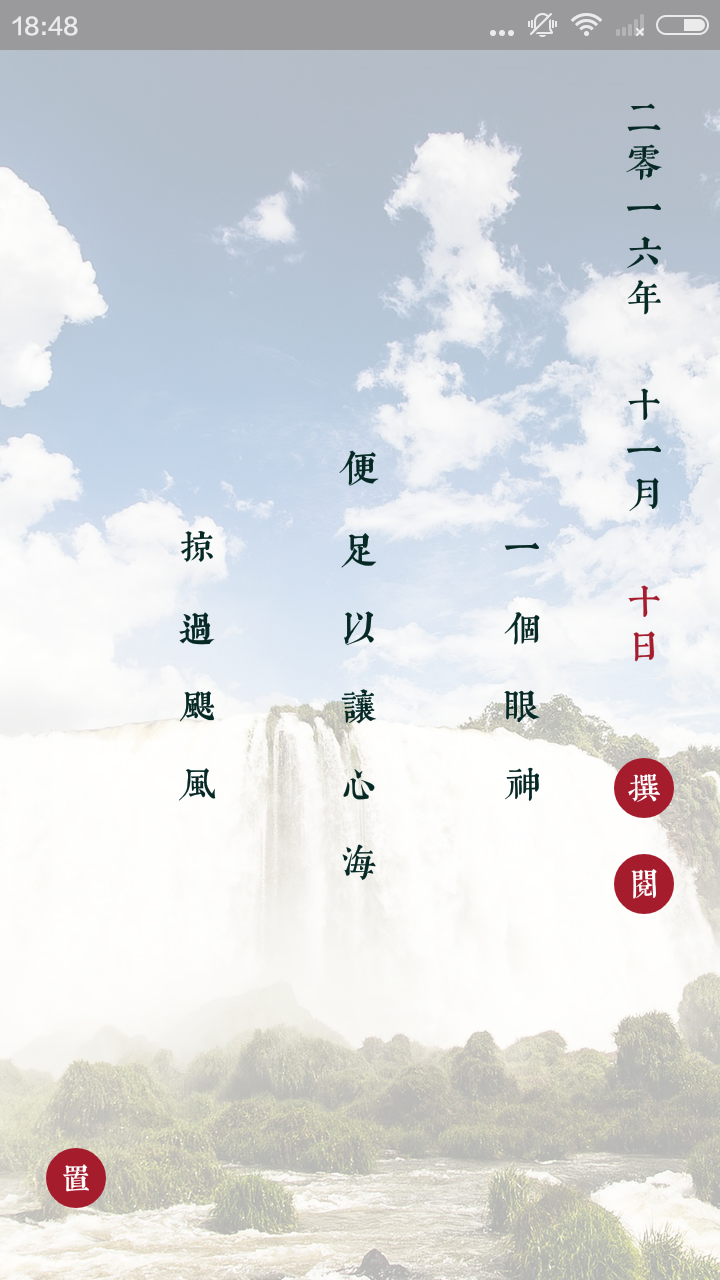 18:48
二零一六年 十一月 十日
撰
閱
一個眼神
便足以讓心海
掠過颶風
置